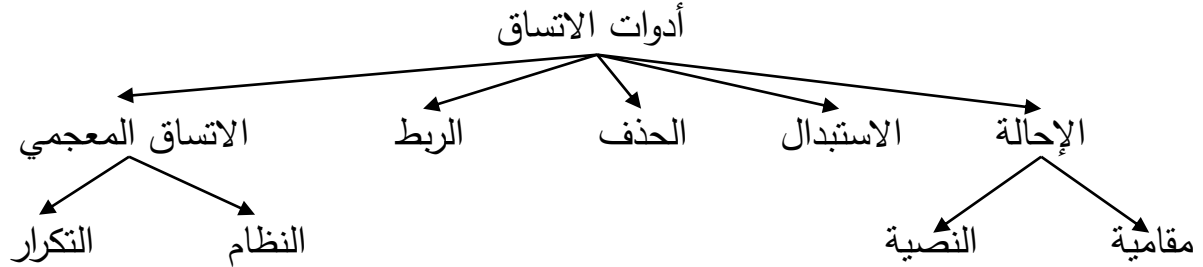 أدوات الاتساق
الإحالة الاستبدال الحذف الربط الاتساق المعجمي
مقامية النصية النظام التكرار